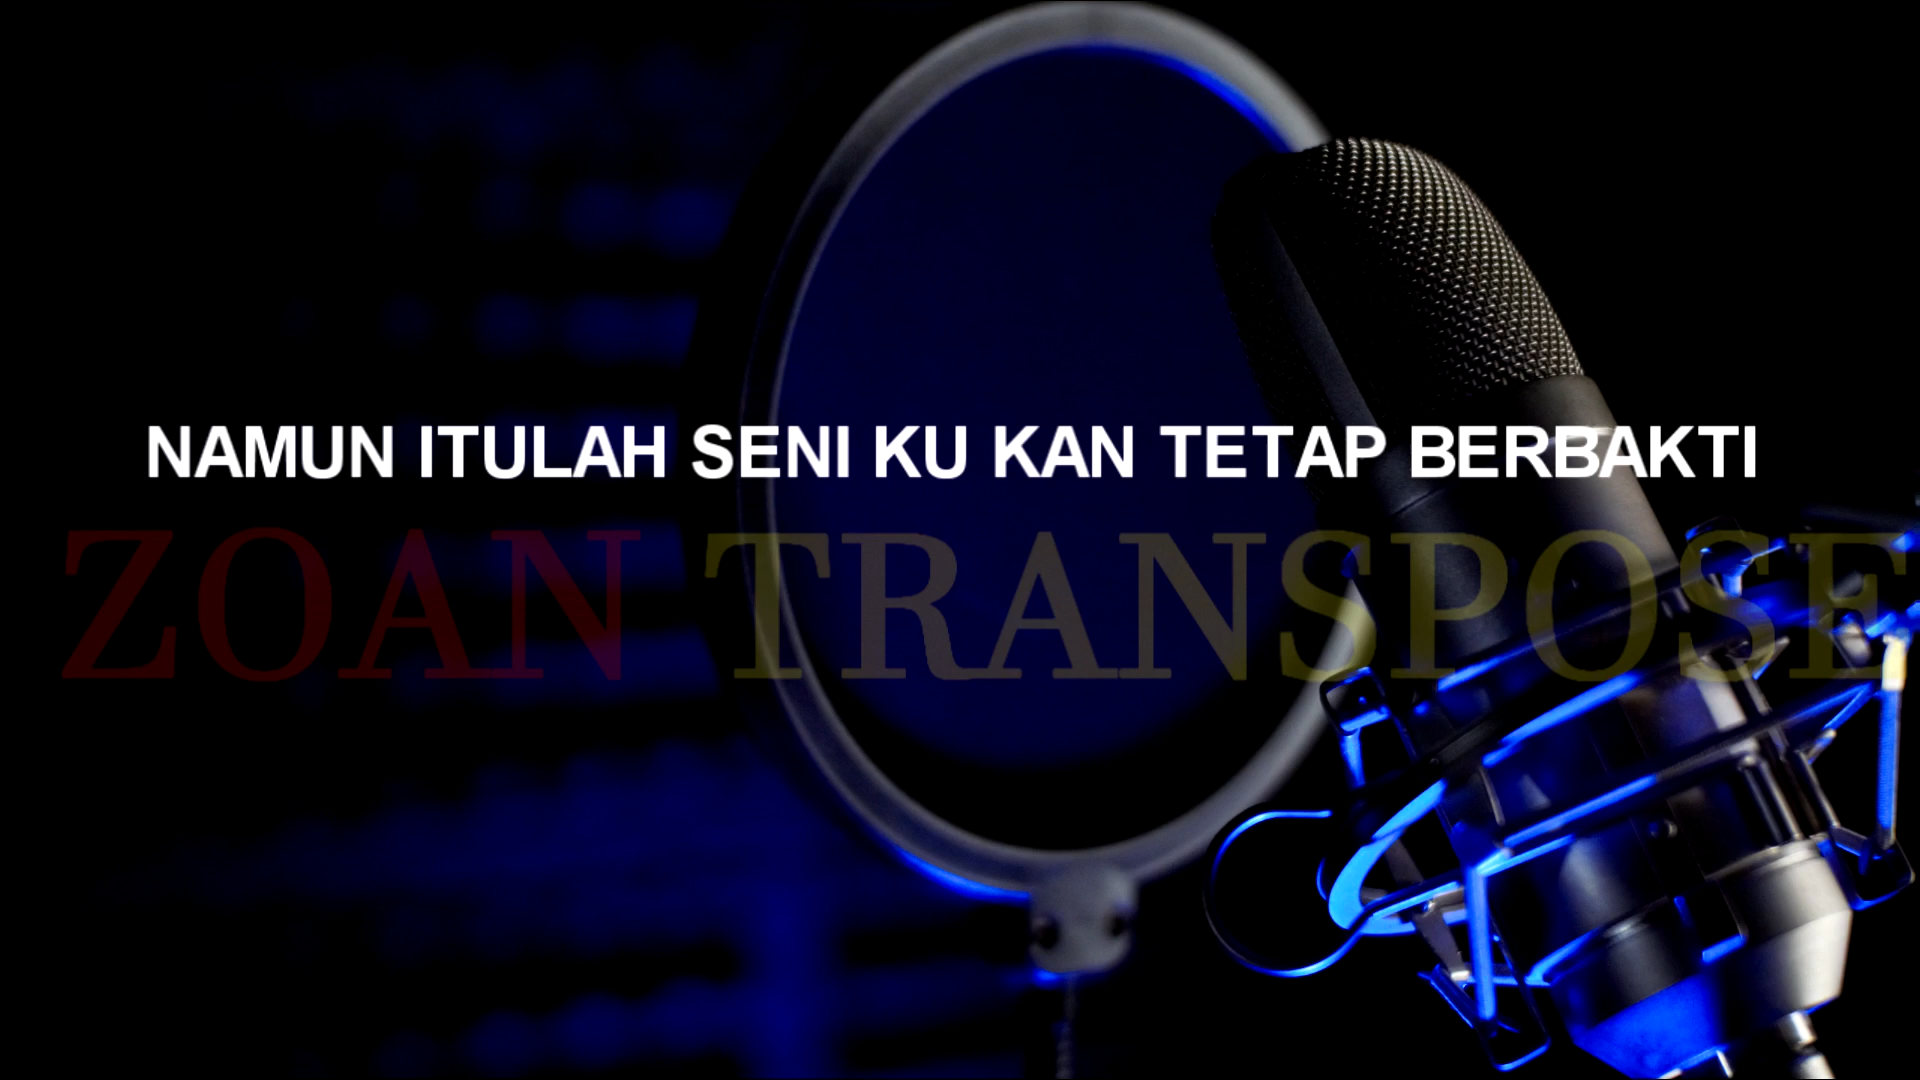 NAMUN ITULAH SENI KU KAN TETAP BERBAKTI
ZOAN TRANSPOSE